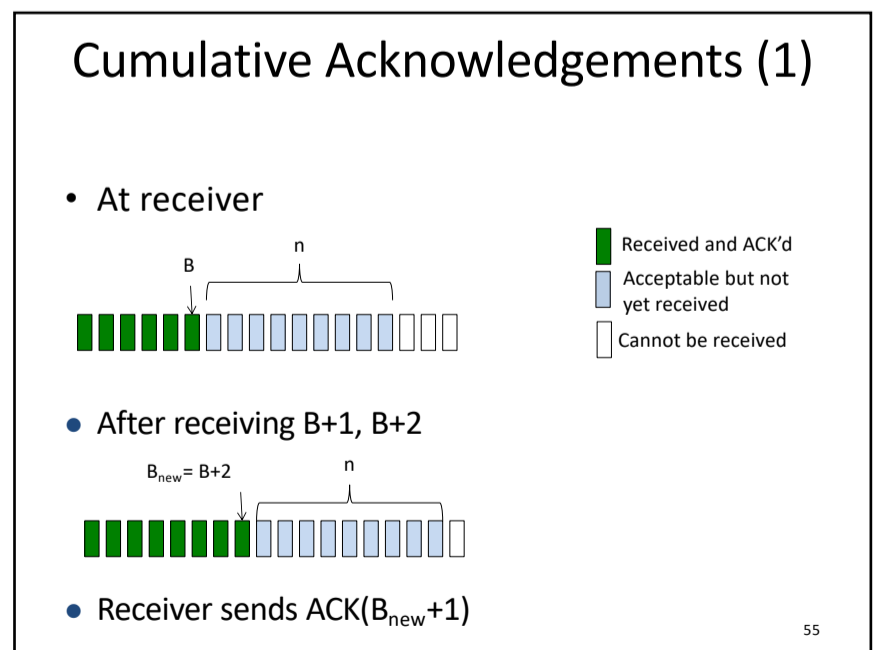 Cumulative Acknowledgements (1)
• At receiver
n
B
Received and ACK’d
Acceptable but not
yet received
Cannot be received
● After receiving B+1, B+2
Bnew= B+2
n
● Receiver sends ACK(Bnew+1)
55